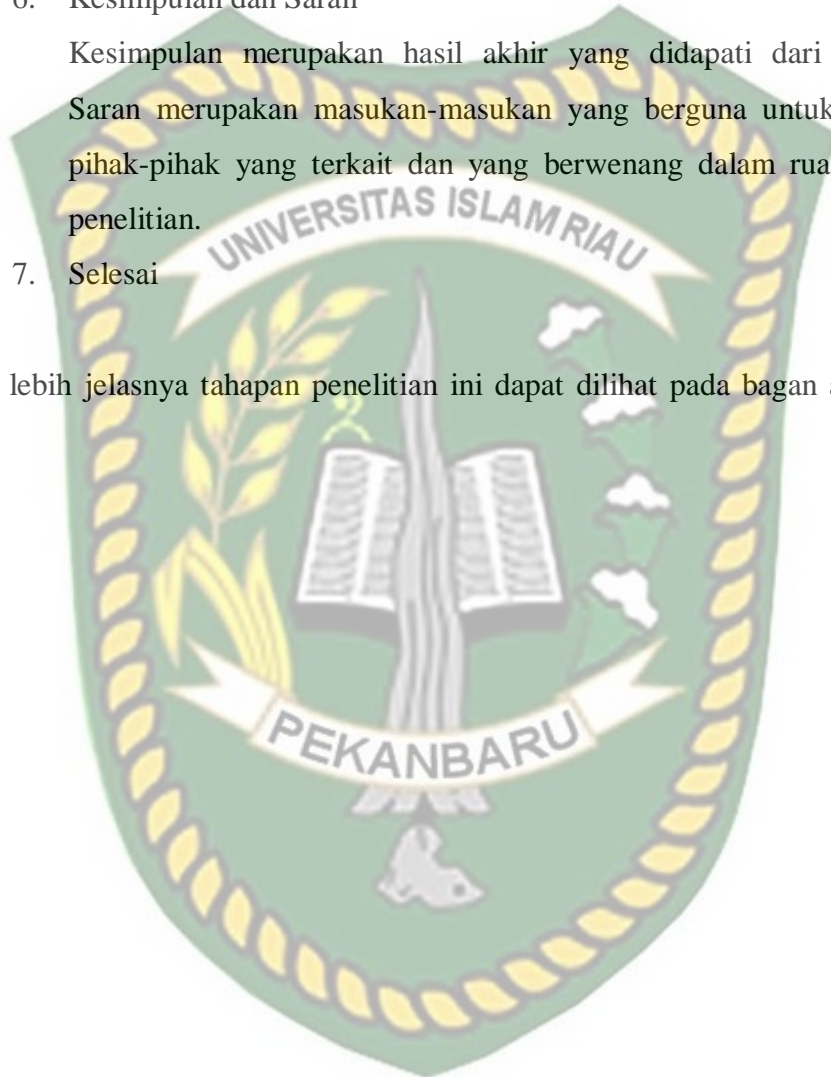 6. Kesimpulan dan Saran
Kesimpulan merupakan hasil akhir yang didapati dari
Saran merupakan masukan-masukan yang berguna untuk
pihak-pihak yang terkait dan yang berwenang dalam rua
penelitian.
UNIVERSITAS ISLAM RIAU
7. Selesai
lebih jelasnya tahapan penelitian ini dapat dilihat pada bagan a
PEKANBARU